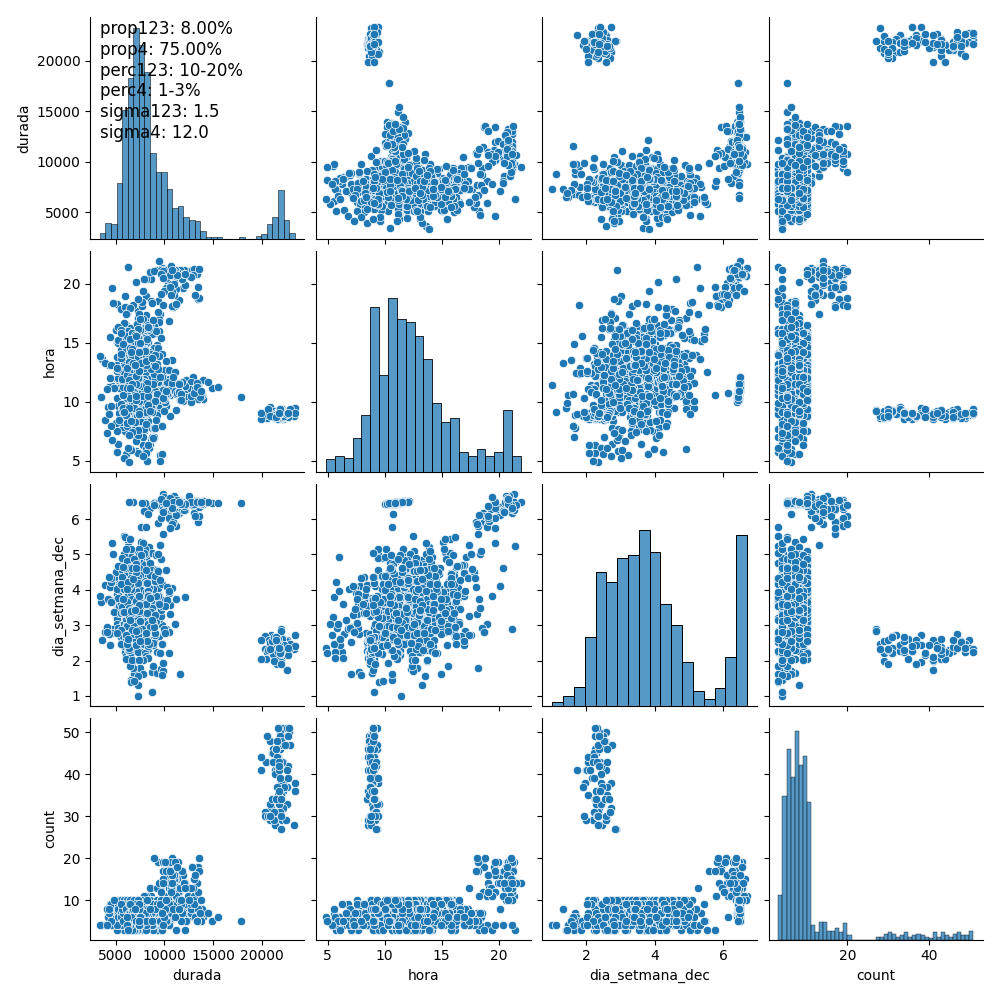 prop123: 8.00%
prop4: 75.00%
perc123: 10-20%
perc4: 1-3%
sigma123: 1.5
sigma4: 12.0
durada
20000
15000
10000
5000
hora
20
15
10
5
dia_setmana_dec
6
5
4
3
2
1
count
50
40
30
20
10
5000 10000 15000 20000
durada
5 10 15 20
hora
2 4 6
dia_setmana_dec
20 40
count